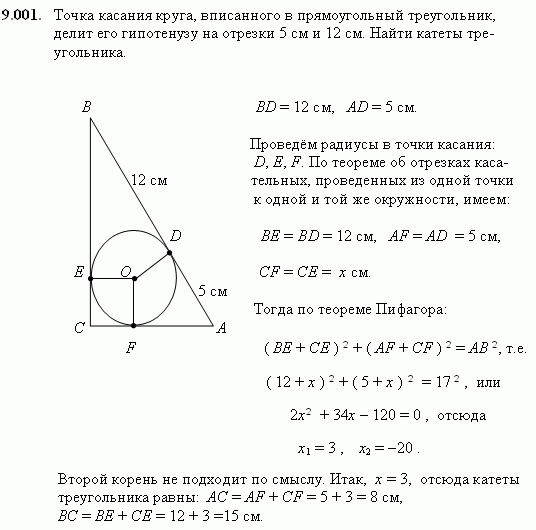 9.001. Точка касания круга, вписанного в прямоугольный треугольник,
делит его гипотенузу на отрезки 5 см и 12 см. Найти катеты тре-
угольника.
B
BD = 12 см, AD = 5 см.
Проведём радиусы в точки касания:
D, E, F. По теореме об отрезках каса-
тельных, проведенных из одной точки
к одной и той же окружности, имеем:
12 см
D
BE = BD = 12 см, AF = AD = 5 см,
E
O
CF = CE = x см.
5 см
Тогда по теореме Пифагора:
C
A
F
( BE + CE ) ² + ( AF + CF ) ² = AB ², т.е.
( 12 + x ) ² + ( 5 + x ) ² = 17 ² , или
2x² + 34x − 120 = 0 , отсюда
x₁ = 3 , x₂ = −20 .
Второй корень не подходит по смыслу. Итак, x = 3, отсюда катеты
треугольника равны: AC = AF + CF = 5 + 3 = 8 см,
BC = BE + CE = 12 + 3 =15 см.